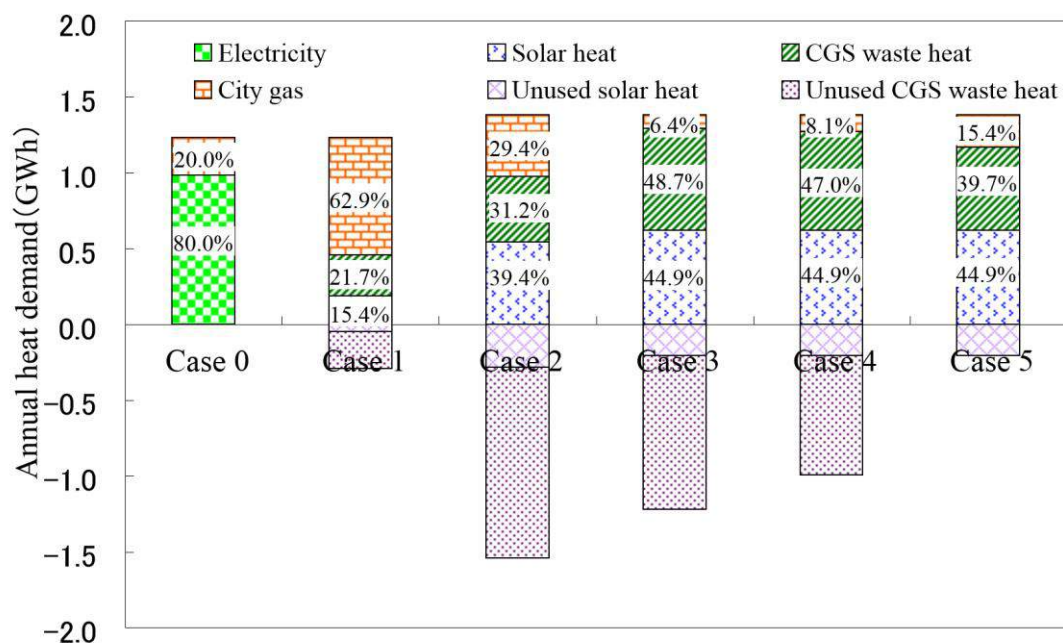 2.0
Electricity Solar heat CGS waste heat
City gas Unused solar heat Unused CGS waste heat
1.5
6.4% 8.1% 15.4%
20.0% 29.4%
1.0
62.9% 31.2% 48.7% 47.0% 39.7%
80.0%
0.5
21.7% 39.4% 44.9% 44.9% 44.9%
15.4%
0.0
Case 0 Case 1 Case 2 Case 3 Case 4 Case 5
-0.5
-1.0
-1.5
-2.0
Annual heat demand(GWh)